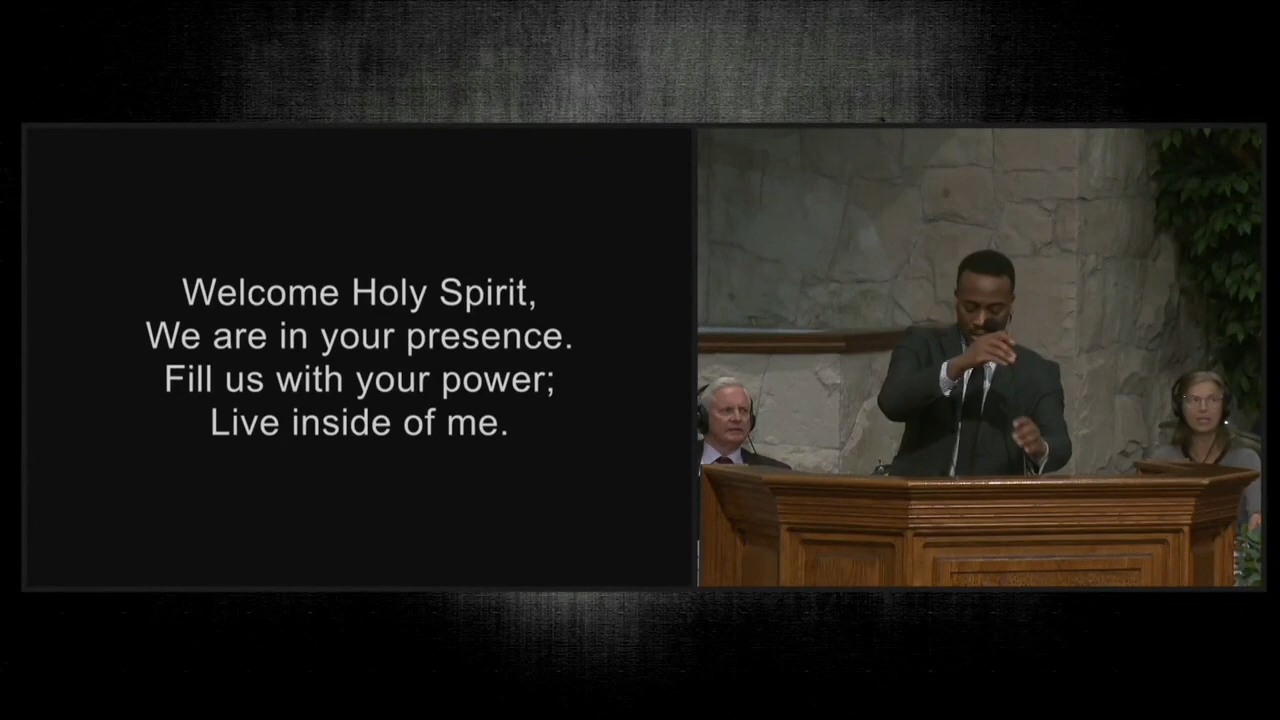 Welcome Holy Spirit,
We are in your presence.
Fill us with your power;
Live inside of me.